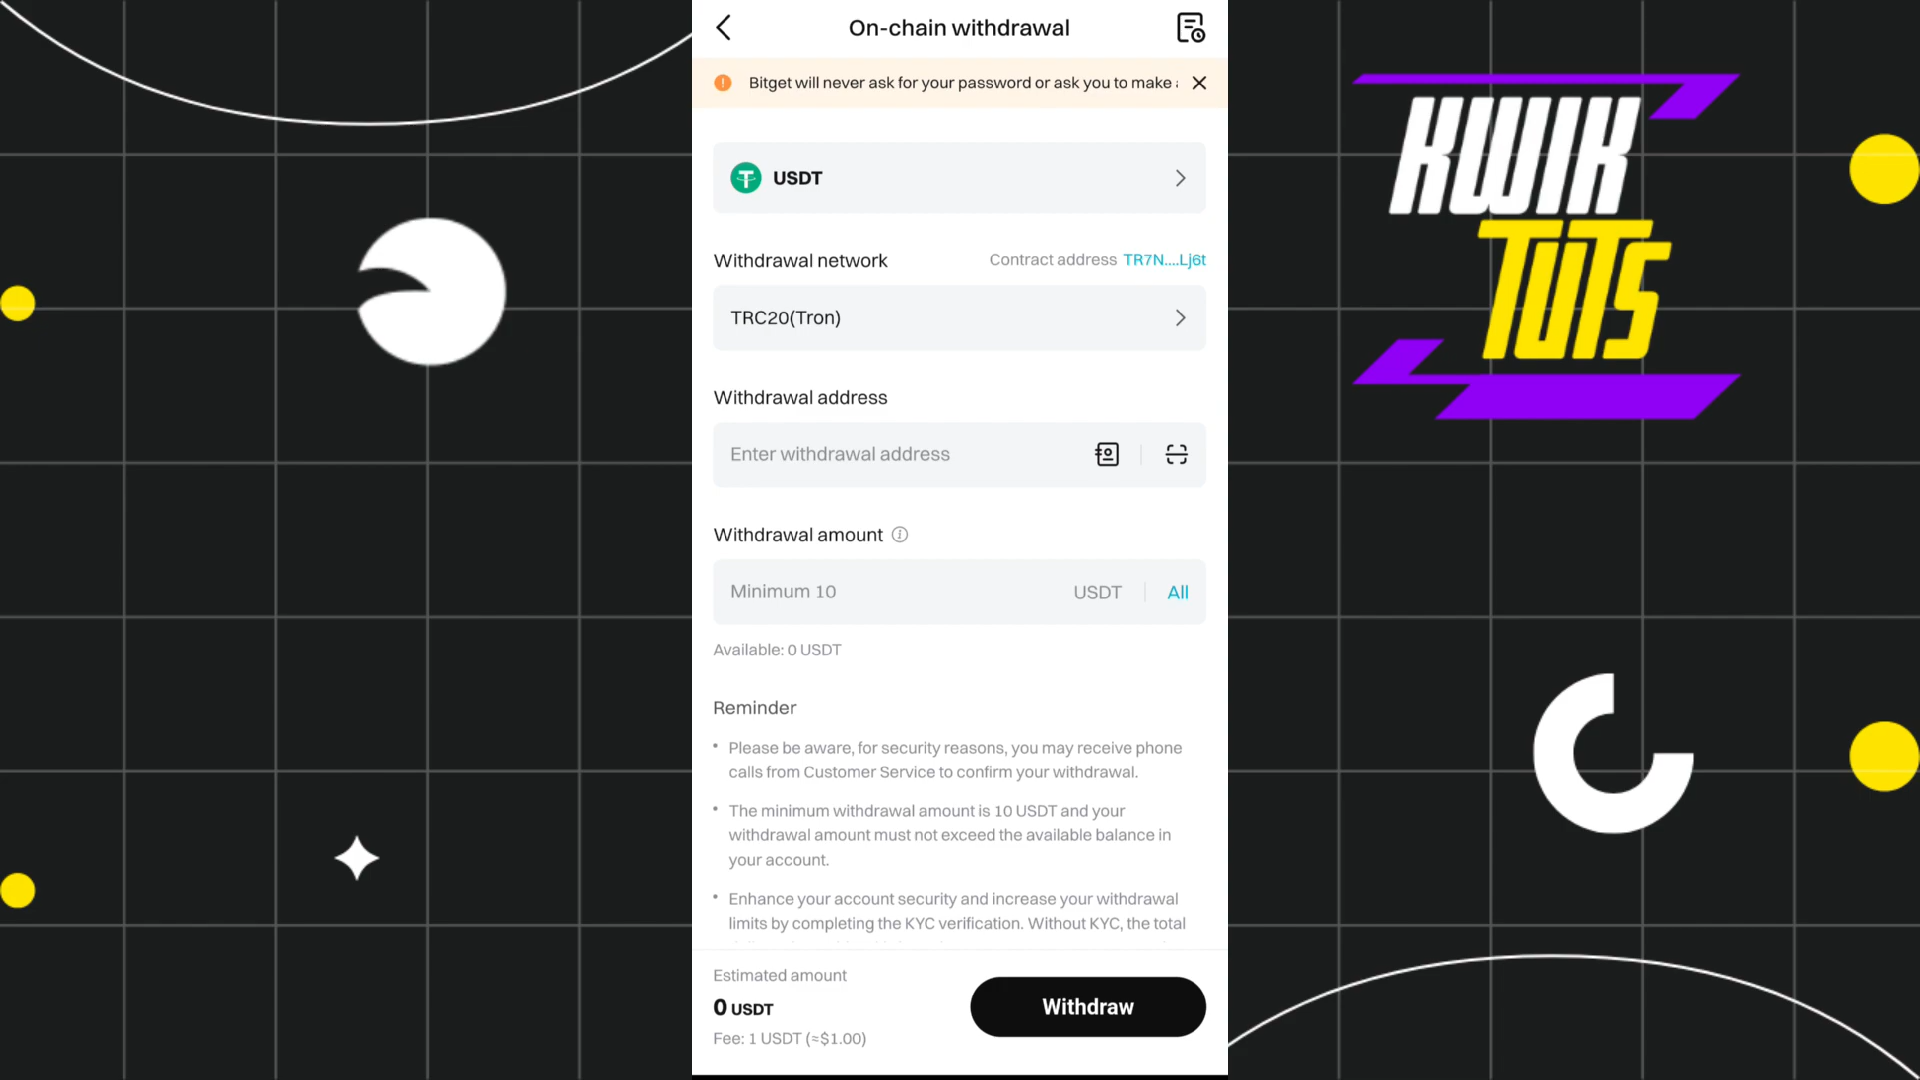 On-chain withdrawal
Bitget will never ask for your password or ask you to make
USDT
Withdrawal network
Contract address TR7N....Lj6t
TRC20(Tron)
Withdrawal address
Enter withdrawal address
Withdrawal amount
Minimum 10
USDT
All
Available: 0 USDT
Reminder
• Please be aware, for security reasons, you may receive phone
calls from Customer Service to confirm your withdrawal.
• The minimum withdrawal amount is 10 USDT and your
withdrawal amount must not exceed the available balance in
your account.
• Enhance your account security and increase your withdrawal
limits by completing the KYC verification. Without KYC, the total
Estimated amount
0 USDT
Fee: 1 USDT (≈$1.00)
Withdraw
KWIK
TUTS